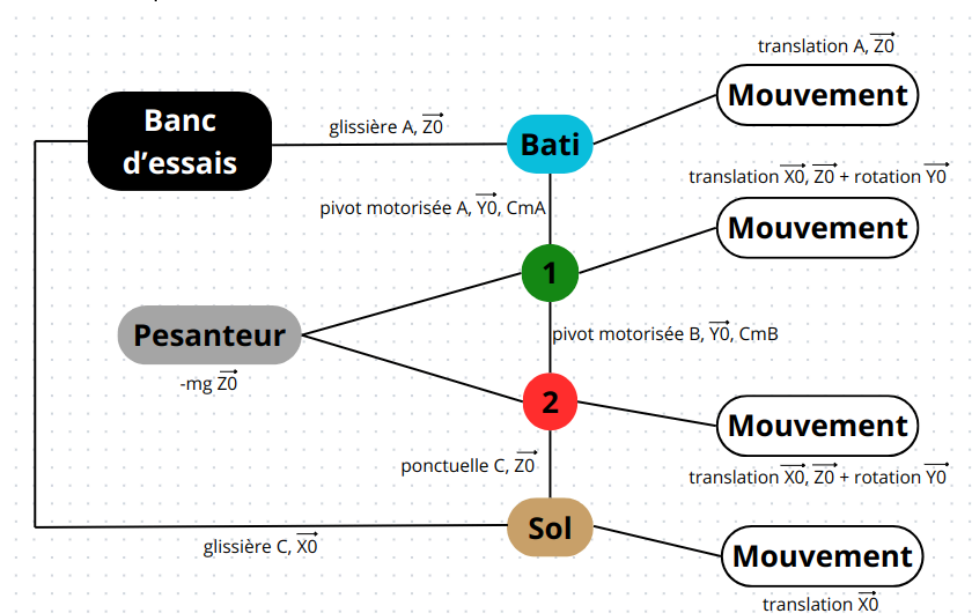 translation A, Z0
Mouvement
Banc
d’essais
glissière A, Z0
Bati
translation X0, Z0 + rotation Y0
pivot motorisée A, Y0, CmA
Mouvement
1
Pesanteur
pivot motorisée B, Y0, CmB
-mg Z0
2
Mouvement
ponctuelle C, Z0
translation X0, Z0 + rotation Y0
Sol
glissière C, X0
Mouvement
translation X0